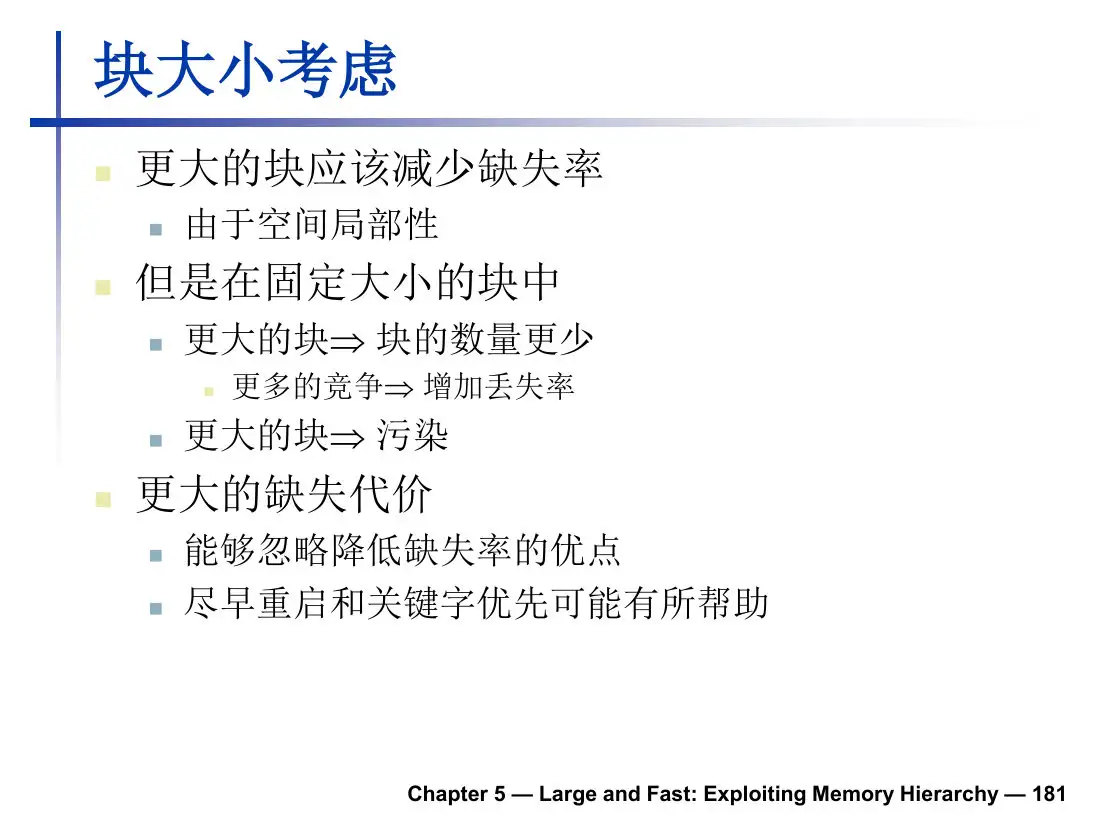 块大小考虑
更大的块应该减少缺失率
由于空间局部性
但是在固定大小的块中
更大的块⇒ 块的数量更少
更多的竞争⇒ 增加丢失率
更大的块⇒ 污染
更大的缺失代价
能够忽略降低缺失率的优点
尽早重启和关键字优先可能有所帮助
Chapter 5 — Large and Fast: Exploiting Memory Hierarchy — 181